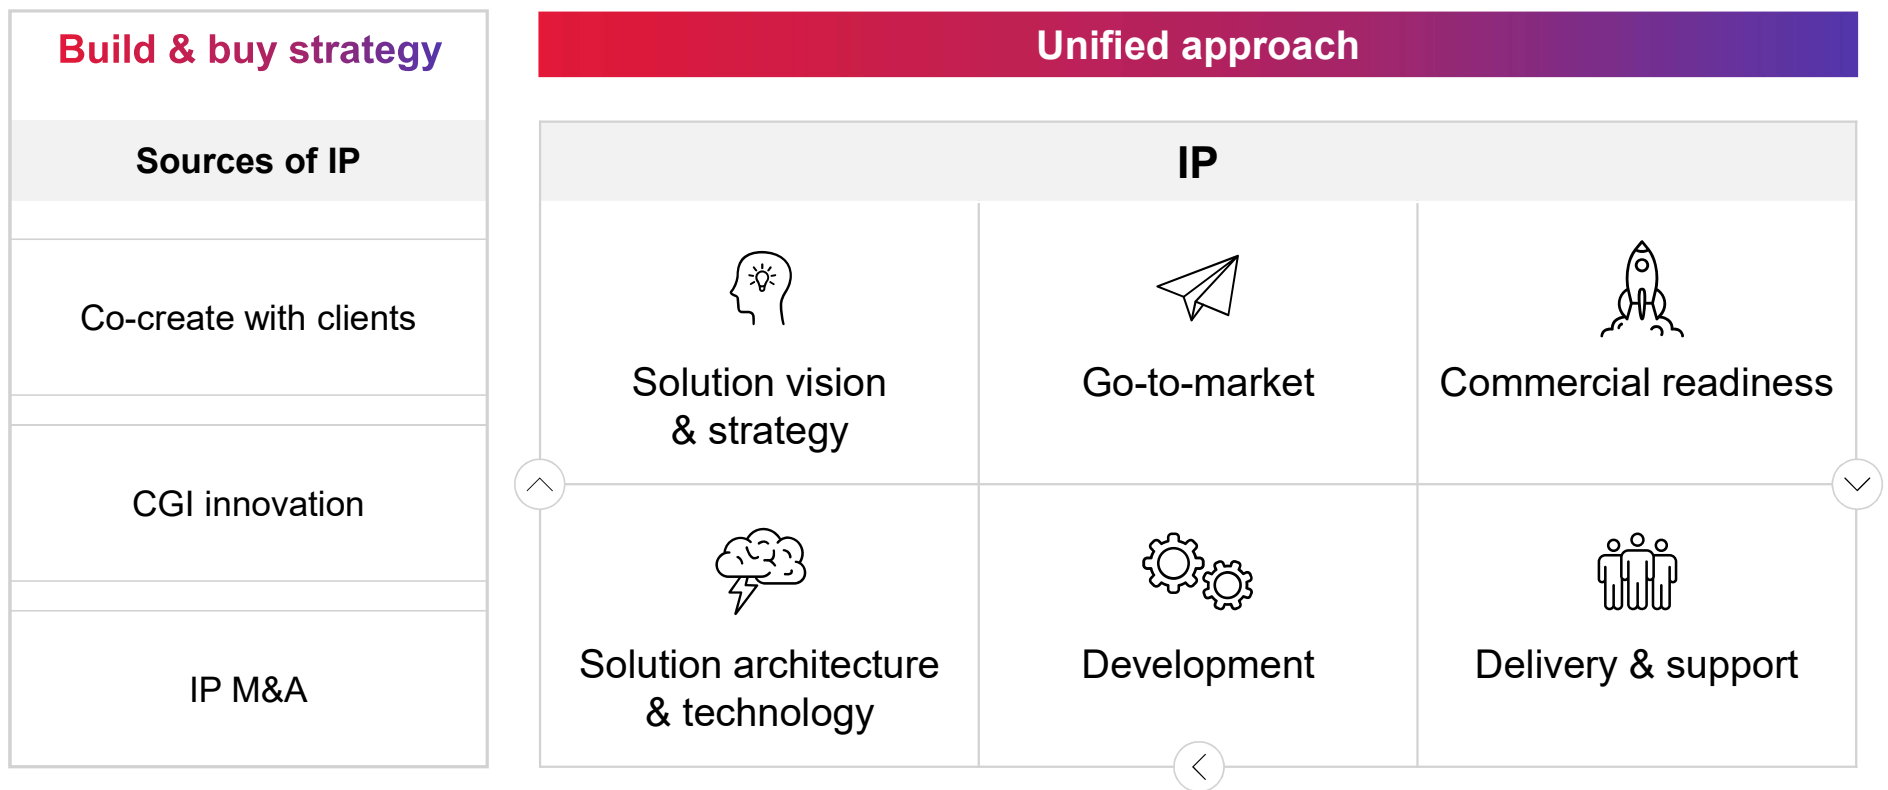 Build & buy strategy
Sources of IP
Co-create with clients
CGI innovation
IP M&A
Unified approach
IP
Solution vision
& strategy
Go-to-market
Commercial readiness
Solution architecture
& technology
Development
Delivery & support